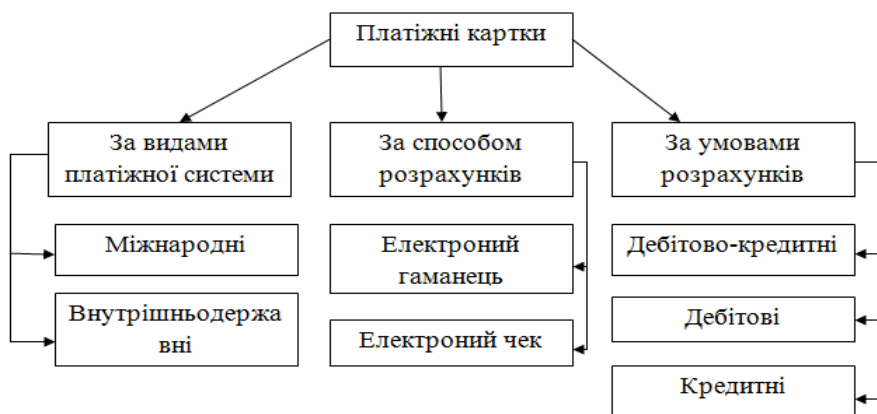 Платіжні картки
За видами
платіжної системи
Міжнародні
Внутрішньодержа
вні
За способом
розрахунків
Електроний
гаманець
Електроний чек
За умовами
розрахунків
Дебітово-кредитні
Дебітові
Кредитні